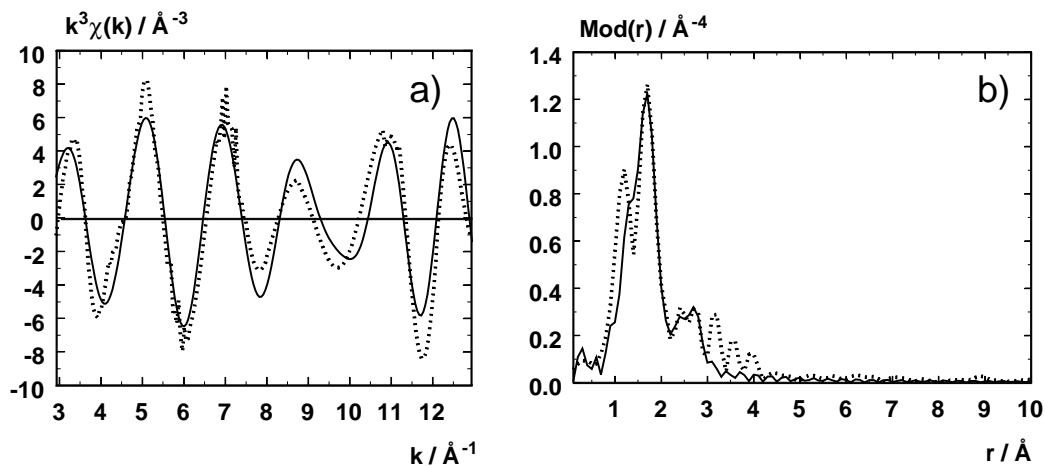 k³χ(k) / Å⁻³
a)
10
8
6
4
2
0
-2
-4
-6
-8
-10
3 4 5 6 7 8 9 10 11 12
k / Å⁻¹
Mod(r) / Å⁻⁴
b)
1.4
1.2
1.0
0.8
0.6
0.4
0.2
0.0
1 2 3 4 5 6 7 8 9 10
r / Å